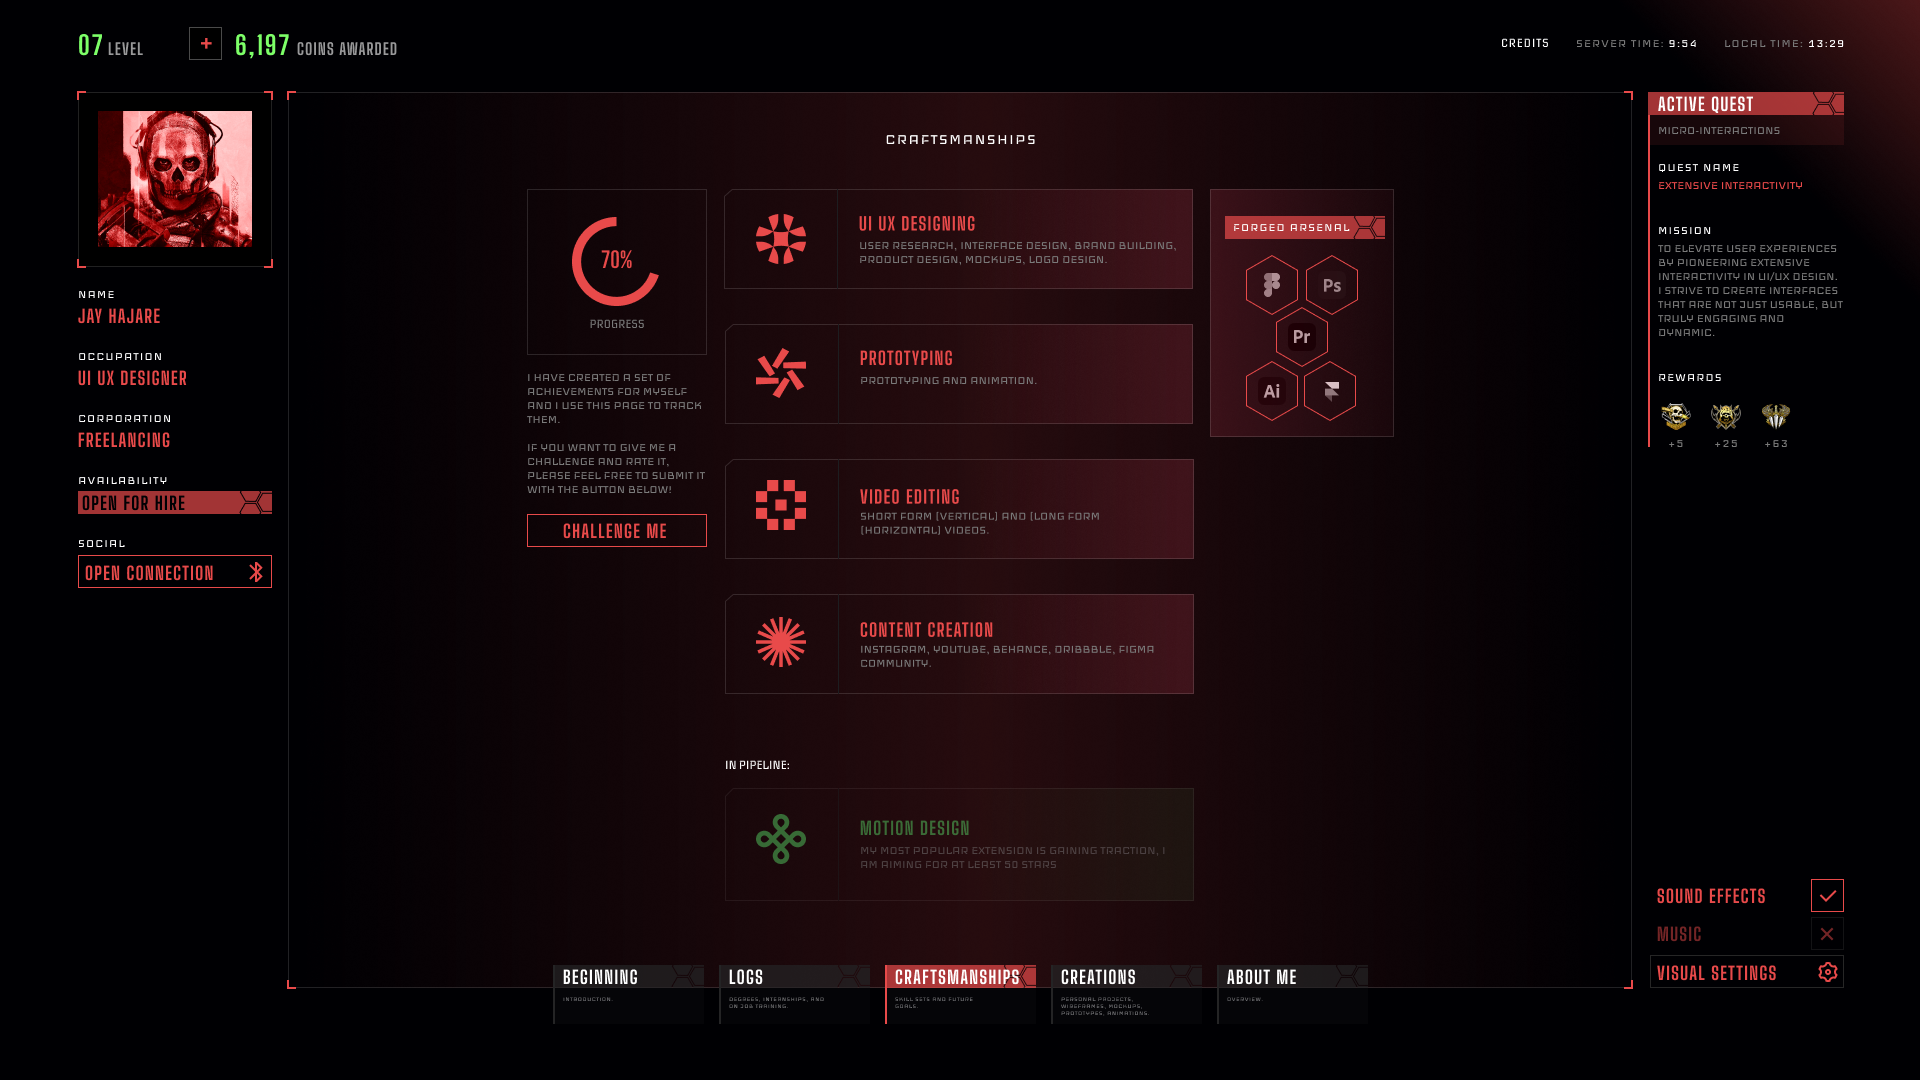 07 LEVEL
+
6,197 COINS AWARDED
CREDITS
SERVER TIME: 9:54
LOCAL TIME: 13:29
NAME
JAY HAJARE
OCCUPATION
UI UX DESIGNER
CORPORATION
FREELANCING
AVAILABILITY
OPEN FOR HIRE
SOCIAL
OPEN CONNECTION
CRAFTSMANSHIPS
70%
PROGRESS
I HAVE CREATED A SET OF
ACHIEVEMENTS FOR MYSELF
AND I USE THIS PAGE TO TRACK
THEM.
IF YOU WANT TO GIVE ME A
CHALLENGE AND RATE IT,
PLEASE FEEL FREE TO SUBMIT IT
WITH THE BUTTON BELOW!
CHALLENGE ME
UI UX DESIGNING
USER RESEARCH, INTERFACE DESIGN, BRAND BUILDING,
PRODUCT DESIGN, MOCKUPS, LOGO DESIGN.
PROTOTYPING
PROTOTYPING AND ANIMATION.
VIDEO EDITING
SHORT FORM (VERTICAL) AND (LONG FORM
(HORIZONTAL) VIDEOS.
CONTENT CREATION
INSTAGRAM, YOUTUBE, BEHANCE, DRIBBBLE, FIGMA
COMMUNITY.
IN PIPELINE:
MOTION DESIGN
MY MOST POPULAR EXTENSION IS GAINING TRACTION, I
AM AIMING FOR AT LEAST 50 STARS
FORGED ARSENAL
Ps
Pr
Ai
ACTIVE QUEST
MICRO-INTERACTIONS
QUEST NAME
EXTENSIVE INTERACTIVITY
MISSION
TO ELEVATE USER EXPERIENCES
BY PIONEERING EXTENSIVE
INTERACTIVITY IN UI/UX DESIGN.
I STRIVE TO CREATE INTERFACES
THAT ARE NOT JUST USABLE, BUT
TRULY ENGAGING AND
DYNAMIC.
REWARDS
+5
+25
+63
SOUND EFFECTS
MUSIC
VISUAL SETTINGS
BEGINNING
INTRODUCTION.
LOGS
DEGREES, INTERNSHIPS, AND
ON JOB TRAINING.
CRAFTSMANSHIPS
SKILL SETS AND FUTURE
GOALS.
CREATIONS
PERSONAL PROJECTS,
WIREFRAMES, MOCKUPS,
PROTOTYPES, ANIMATIONS.
ABOUT ME
OVERVIEW.